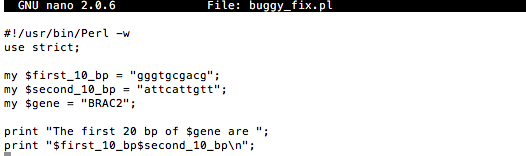 GNU nano 2.0.6 File: buggy_fix.pl
#!/usr/bin/Perl -w
use strict;
my $first_10_bp = "gggtgcgacg";
my $second_10_bp = "attcattgtt";
my $gene = "BRAC2";
print "The first 20 bp of $gene are ";
print "$first_10_bp$second_10_bp\n";